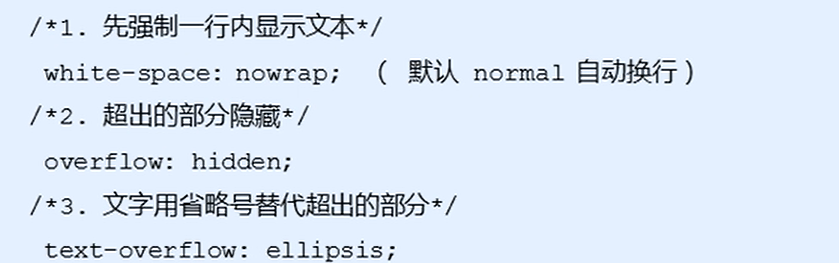 /*1. 先强制一行内显示文本*/
white-space: nowrap; ( 默认 normal 自动换行 )
/*2. 超出的部分隐藏*/
overflow: hidden;
/*3. 文字用省略号替代超出的部分*/
text-overflow: ellipsis;